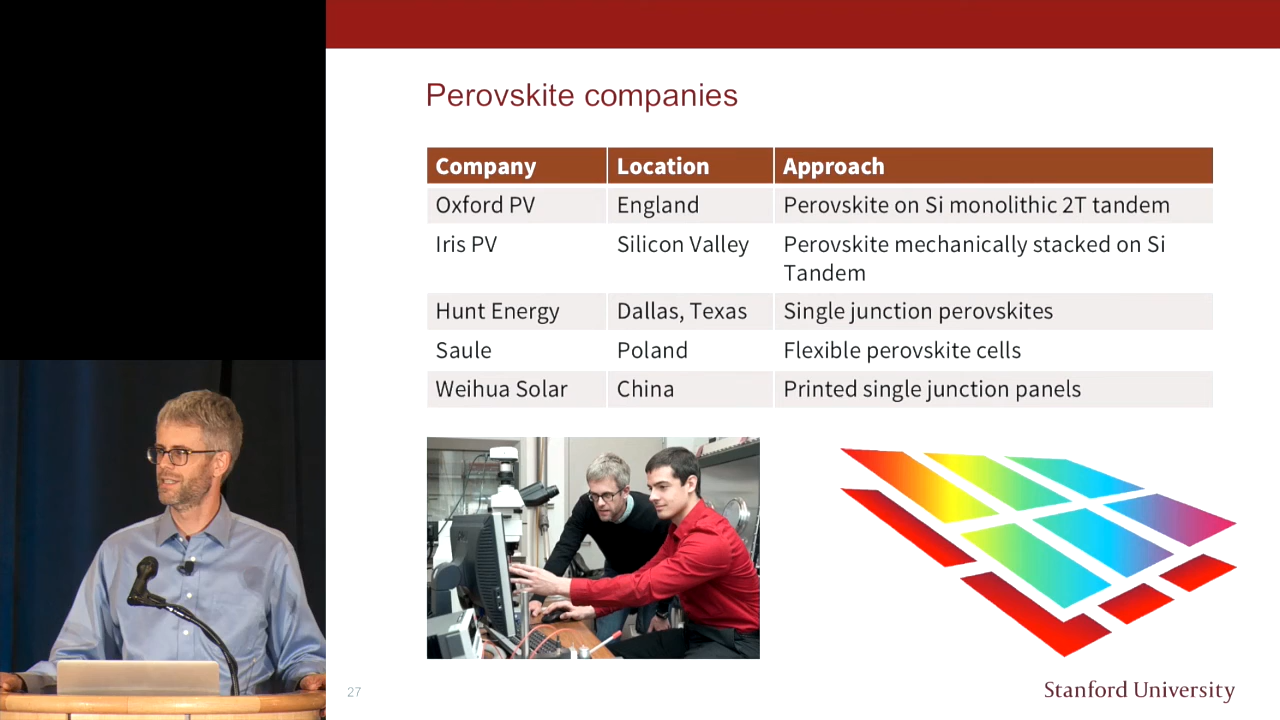 Perovskite companies
Company Location Approach
Oxford PV England Perovskite on Si monolithic 2T tandem
Iris PV Silicon Valley Perovskite mechanically stacked on Si
Tandem
Hunt Energy Dallas, Texas Single junction perovskites
Saule Poland Flexible perovskite cells
Weihua Solar China Printed single junction panels
27
Stanford University